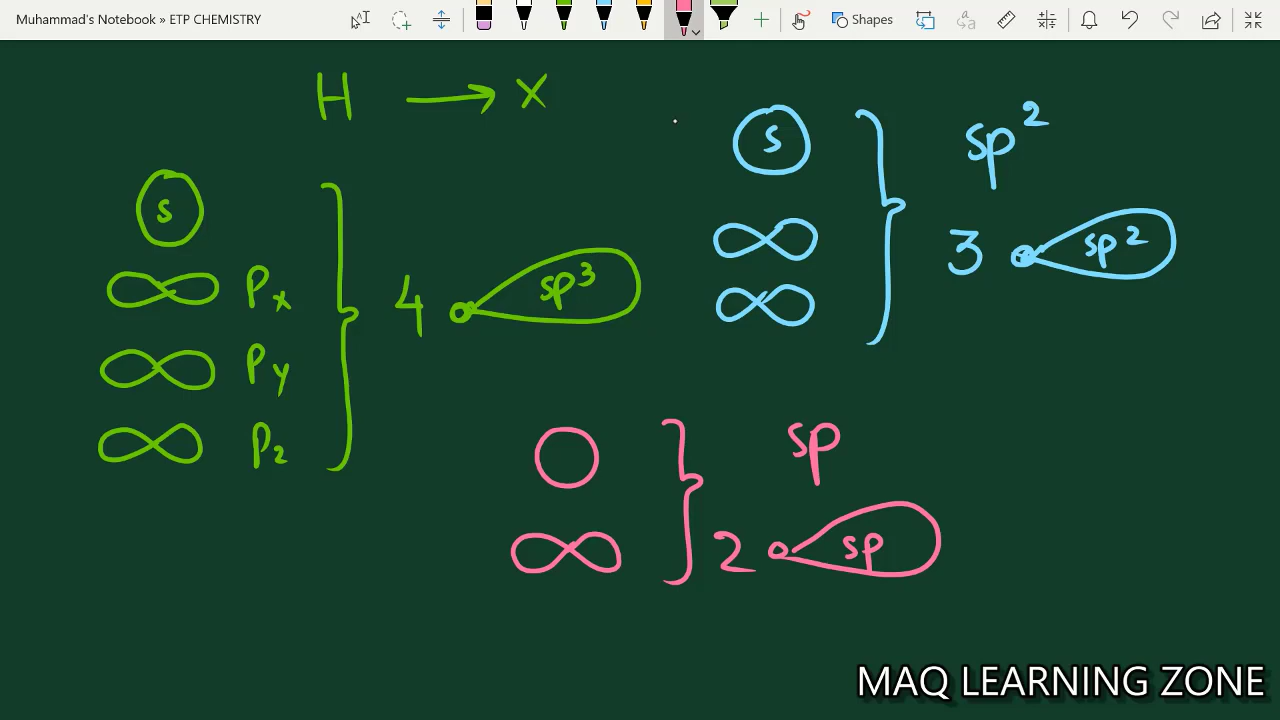 Muhammad's Notebook » ETP CHEMISTRY
Shapes
H → X
s
Px
Py
Pz
4 sp³
s
sp²
3 sp²
sp
2 sp
MAQ LEARNING ZONE